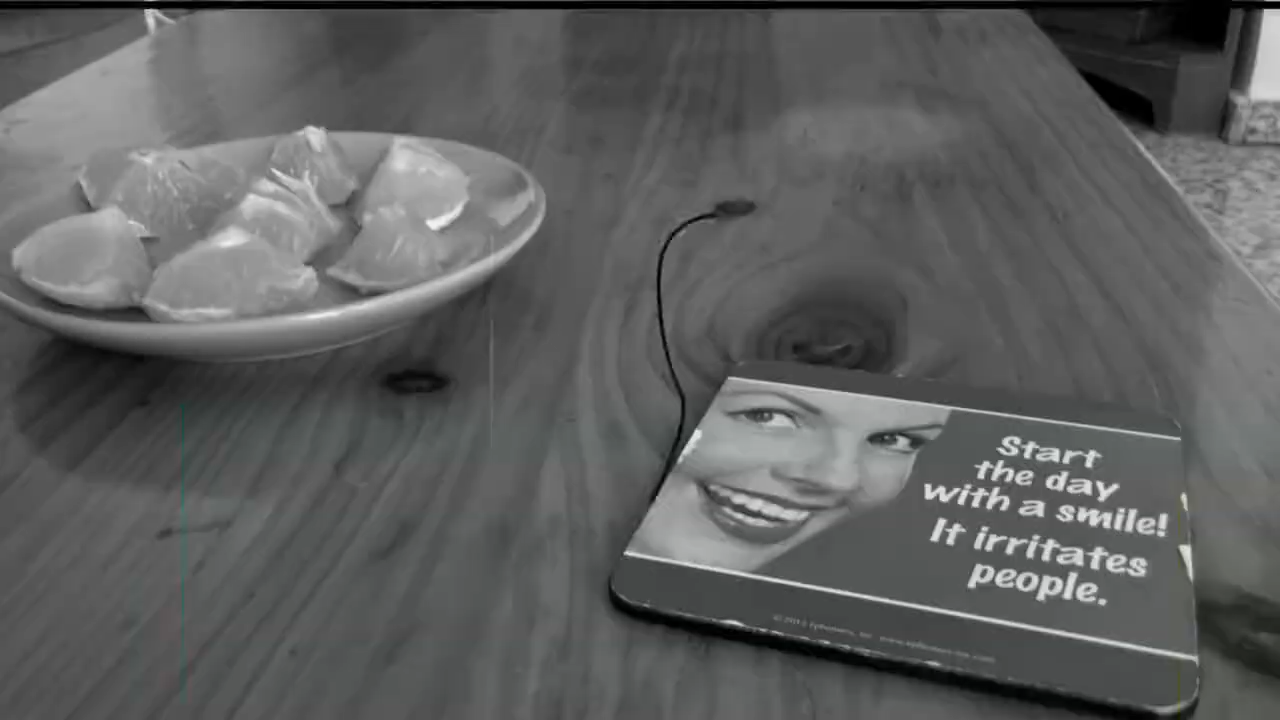 Start
the day
with a smile!
It irritates
people.